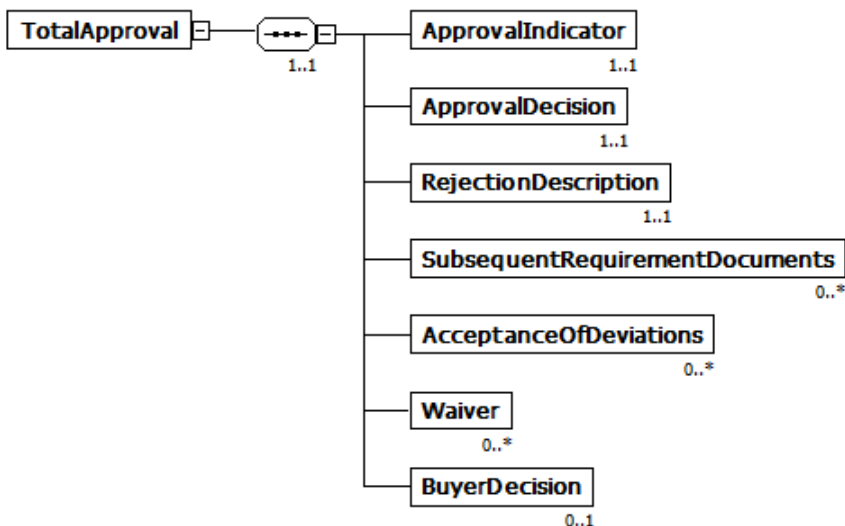 TotalApproval
1..1
ApprovalIndicator
1..1
ApprovalDecision
1..1
RejectionDescription
1..1
SubsequentRequirementDocuments
0..*
AcceptanceOfDeviations
0..*
Waiver
0..*
BuyerDecision
0..1